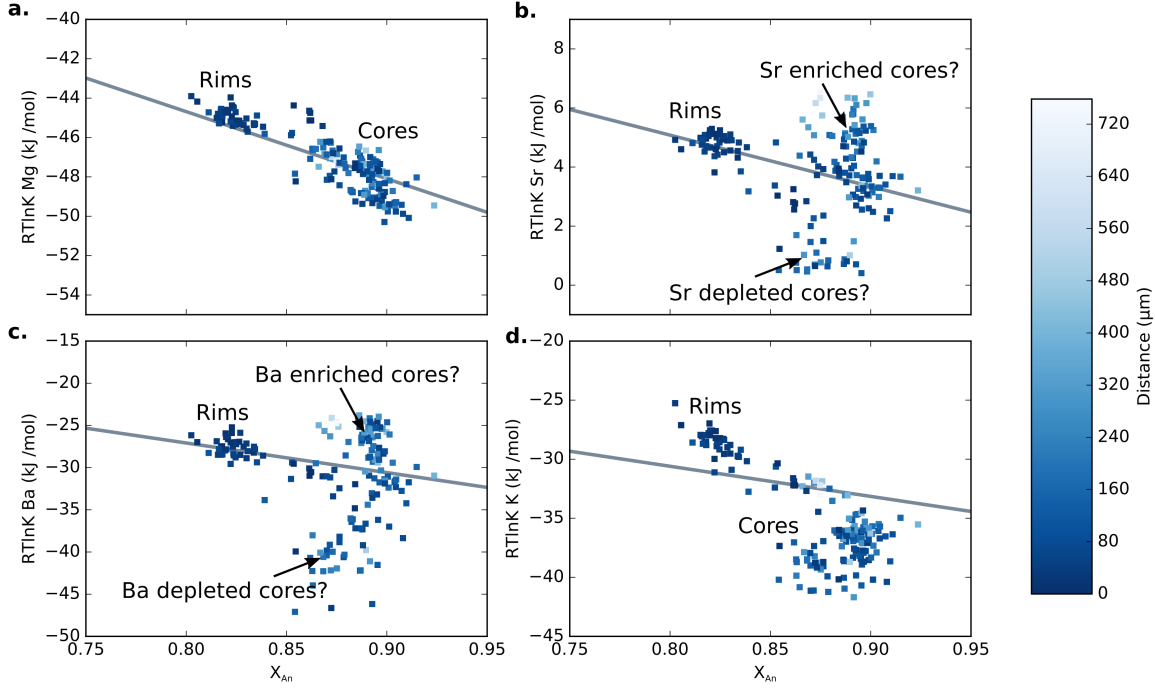 a.
−40
−42
−44
−46
−48
−50
−52
−54
RTlnK Mg (kJ /mol)
Rims
Cores
b.
8
6
4
2
0
RTlnK Sr (kJ /mol)
Sr enriched cores?
Rims
Sr depleted cores?
c.
−15
−20
−25
−30
−35
−40
−45
−50
RTlnK Ba (kJ /mol)
Ba enriched cores?
Rims
Ba depleted cores?
0.75
0.80
0.85
0.90
0.95
X_An
d.
−20
−25
−30
−35
−40
−45
RTlnK K (kJ /mol)
Rims
Cores
0.75
0.80
0.85
0.90
0.95
X_An
720
640
560
480
400
320
240
160
80
0
Distance (μm)